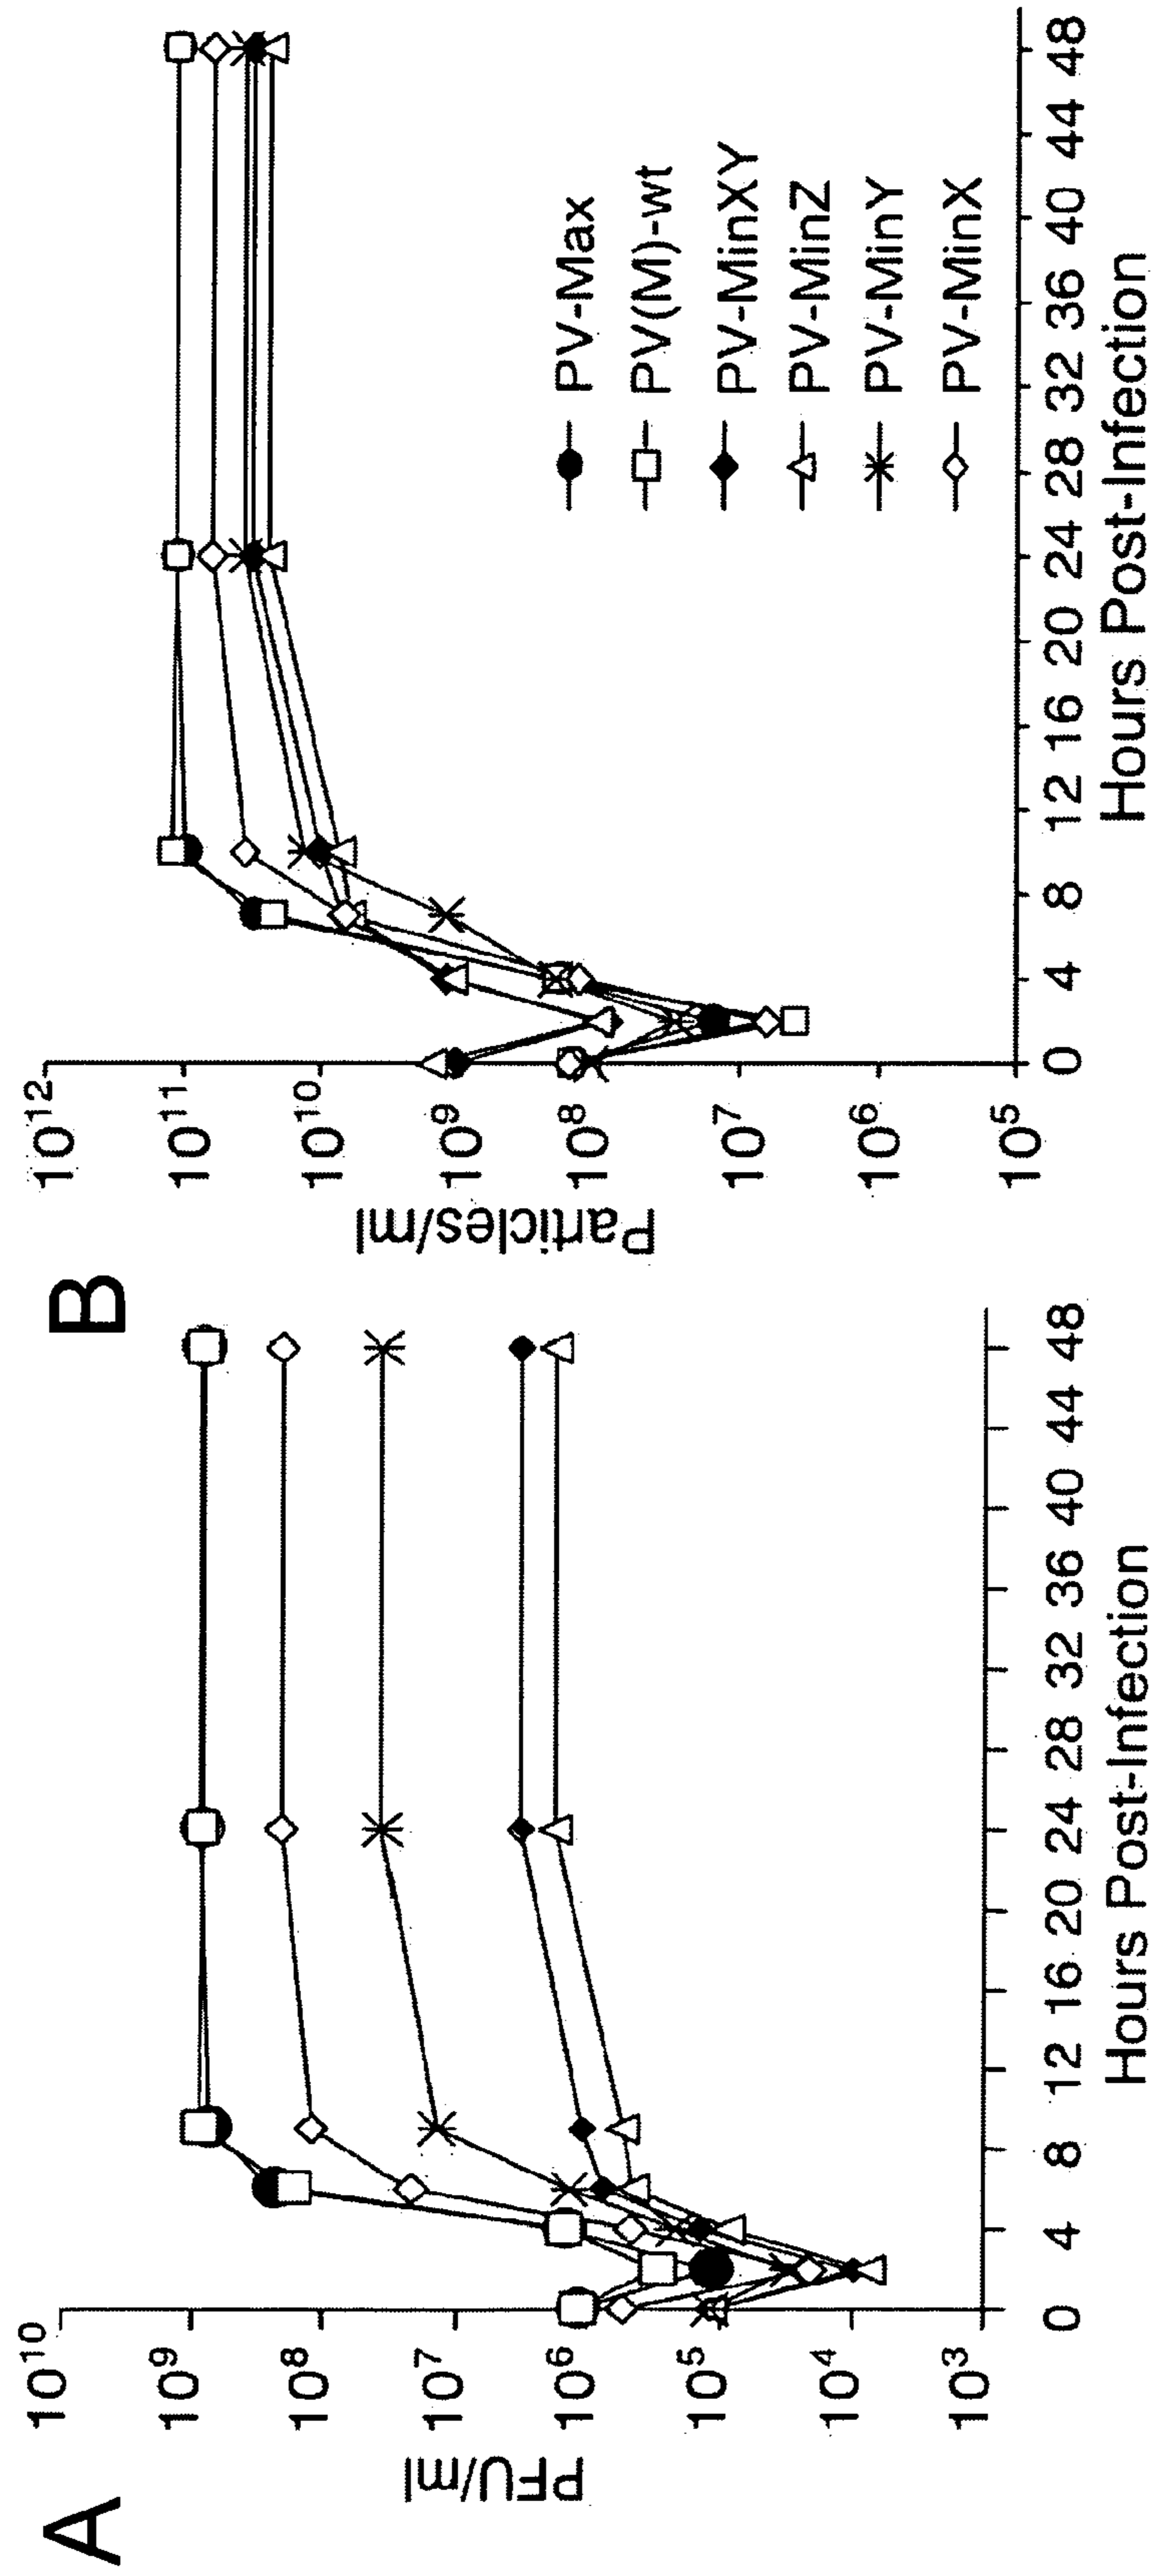 A
10^10
10^9
10^8
10^7
10^6
10^5
10^4
10^3
PFU/ml
0 4 8 12 16 20 24 28 32 36 40 44 48
Hours Post-Infection
B
10^12
10^11
10^10
10^9
10^8
10^7
10^6
10^5
Particles/ml
PV-Max
PV(M)-wt
PV-MinXY
PV-MinZ
PV-MinY
PV-MinX
0 4 8 12 16 20 24 28 32 36 40 44 48
Hours Post-Infection